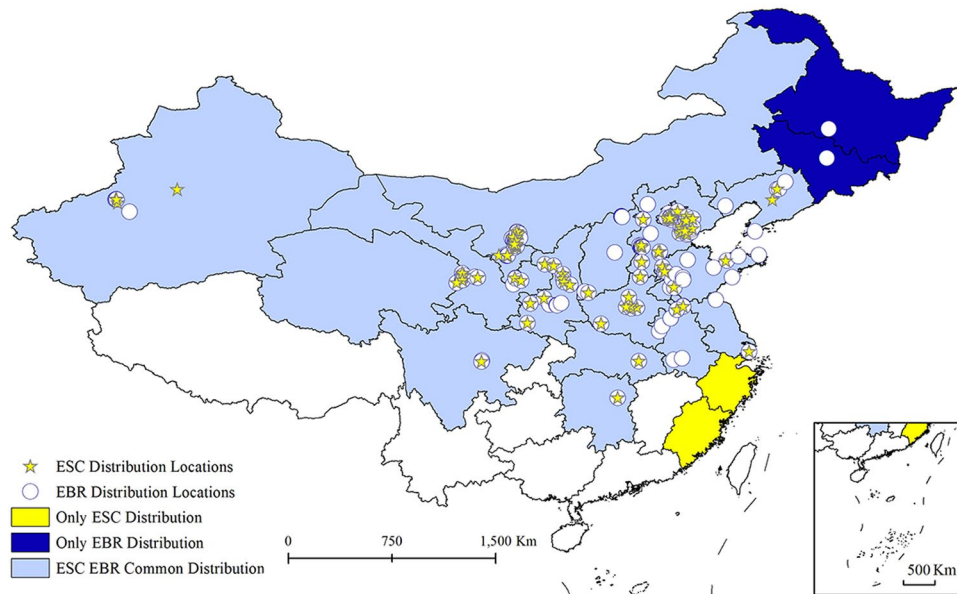 ESC Distribution Locations
EBR Distribution Locations
Only ESC Distribution
Only EBR Distribution
ESC EBR Common Distribution
0 750 1,500 Km
500 Km